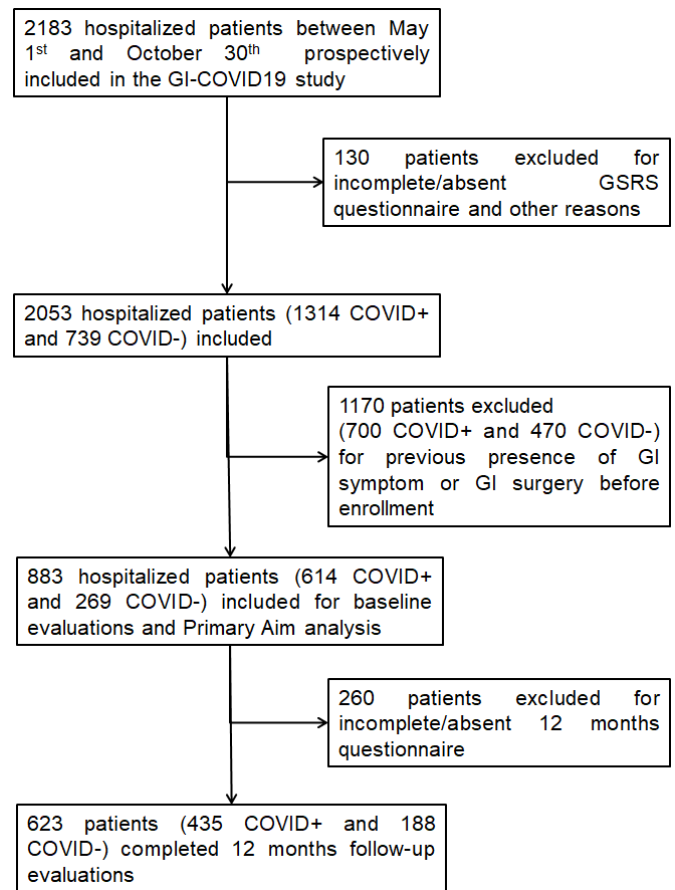 2183 hospitalized patients between May
1st and October 30th prospectively
included in the GI-COVID19 study
130 patients excluded for
incomplete/absent GSRS
questionnaire and other reasons
2053 hospitalized patients (1314 COVID+
and 739 COVID-) included
1170 patients excluded
(700 COVID+ and 470 COVID-)
for previous presence of GI
symptom or GI surgery before
enrollment
883 hospitalized patients (614 COVID+
and 269 COVID-) included for baseline
evaluations and Primary Aim analysis
260 patients excluded for
incomplete/absent 12 months
questionnaire
623 patients (435 COVID+ and 188
COVID-) completed 12 months follow-up
evaluations